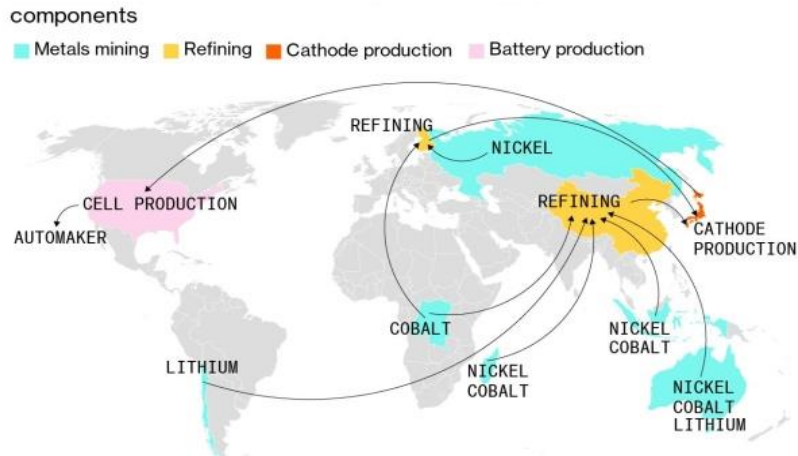 components
Metals mining Refining Cathode production Battery production
REFINING
NICKEL
CELL PRODUCTION
REFINING
AUTOMAKER
CATHODE
PRODUCTION
COBALT
NICKEL
COBALT
LITHIUM
NICKEL
COBALT
NICKEL
COBALT
LITHIUM